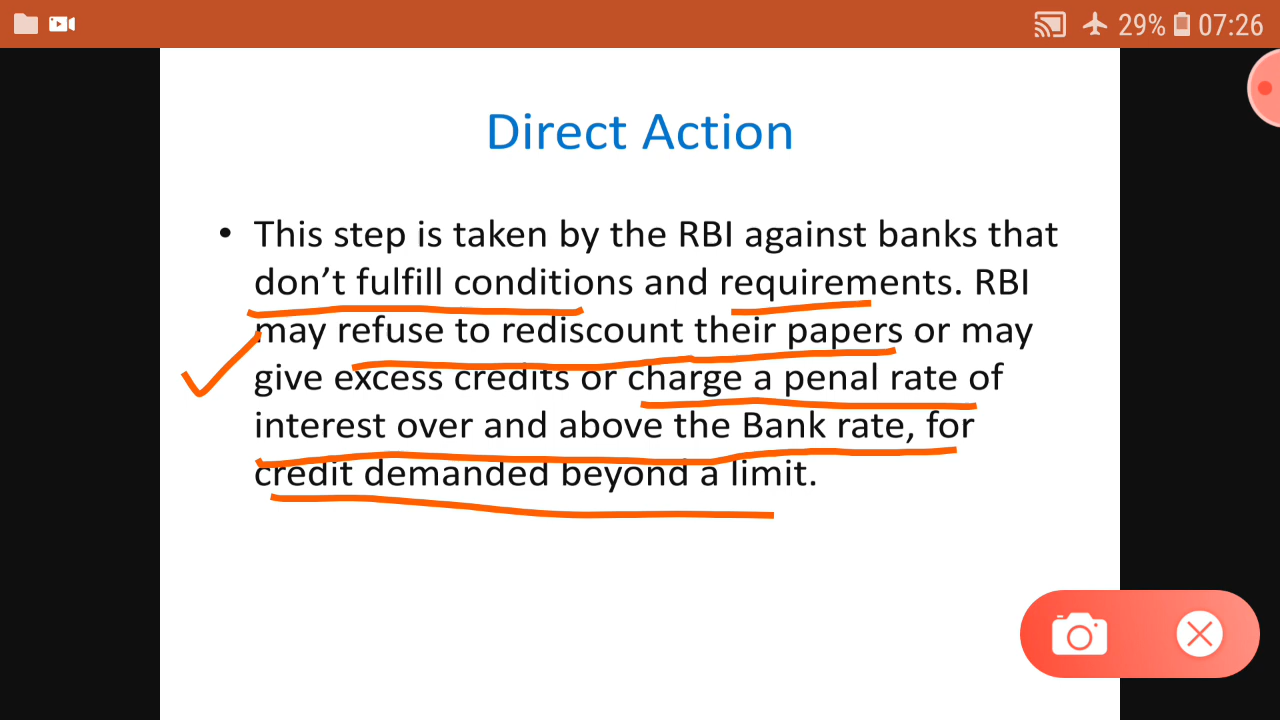 29% 07:26
Direct Action
• This step is taken by the RBI against banks that
don’t fulfill conditions and requirements. RBI
may refuse to rediscount their papers or may
give excess credits or charge a penal rate of
interest over and above the Bank rate, for
credit demanded beyond a limit.